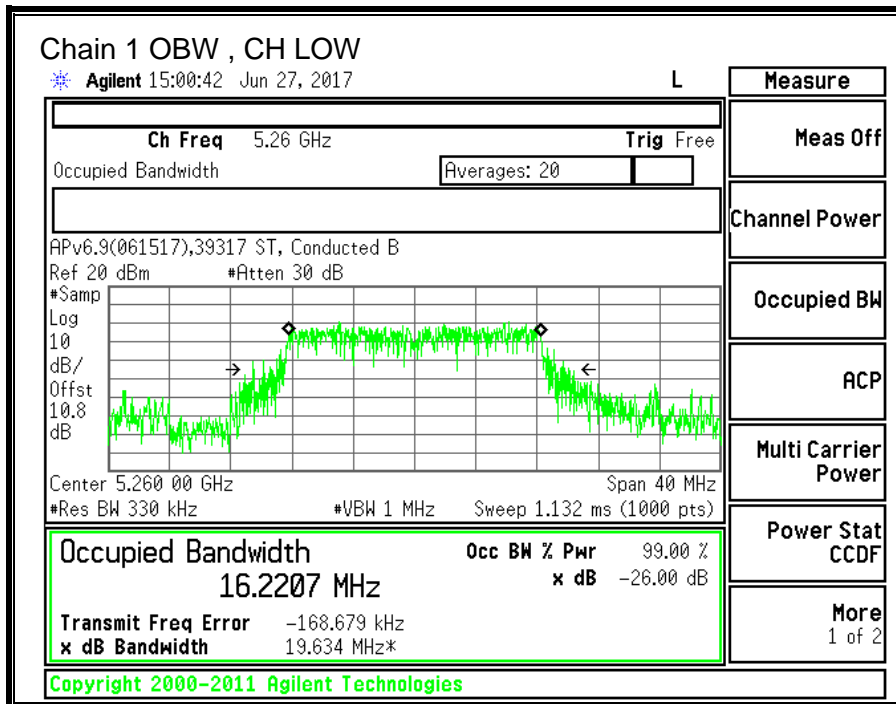 Chain 1 OBW , CH LOW
Agilent 15:00:42 Jun 27, 2017 L
Measure
Ch Freq 5.26 GHz Trig Free
Occupied Bandwidth Averages: 20
APv6.9(061517),39317 ST, Conducted B
Ref 20 dBm #Atten 30 dB
#Samp
Log
10
dB/
Offst
10.8
dB
Center 5.260 00 GHz Span 40 MHz
#Res BW 330 kHz #VBW 1 MHz Sweep 1.132 ms (1000 pts)
Occupied Bandwidth Occ BW % Pwr 99.00 %
16.2207 MHz x dB -26.00 dB
Transmit Freq Error -168.679 kHz
x dB Bandwidth 19.634 MHz*
Copyright 2000-2011 Agilent Technologies
Meas Off
Channel Power
Occupied BW
ACP
Multi Carrier
Power
Power Stat
CCDF
More
1 of 2